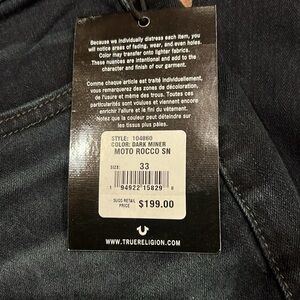 Because we individually distress each item, you
will notice areas of fading, wear, and even holes.
Color may transfer onto lighter fabrics.
These nuances are intentional and add to the
character and finish of our garment.
Comme chaque article est traité individuellement,
vous remarquerez des zones de décoloration,
de l'usure et même des trous. Toutes ces
particularités sont voulues et viennent encore
enrichir l'allure et le charme de l'article.
Notez que la couleur peut déteindre sur
les tissus plus pâles.
STYLE: 104860
COLOR: DARK MINER
MOTO ROCCO SN
SIZE: 33
1 94922 15829 8
SUGG RETAIL
PRICE $199.00
WWW.TRUERELIGION.COM